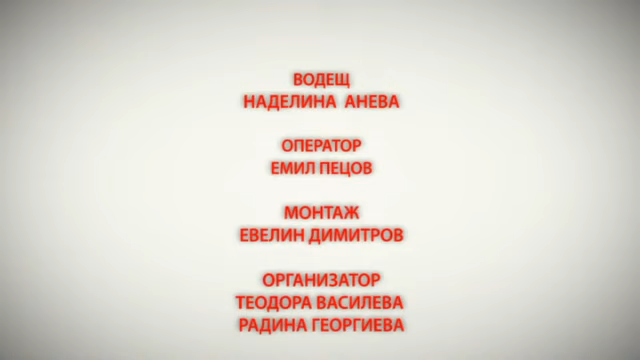 ВОДЕЩ
НАДЕЛИНА АНЕВА
ОПЕРАТОР
ЕМИЛ ПЕЦОВ
МОНТАЖ
ЕВЕЛИН ДИМИТРОВ
ОРГАНИЗАТОР
ТЕОДОРА ВАСИЛЕВА
РАДИНА ГЕОРГИЕВА